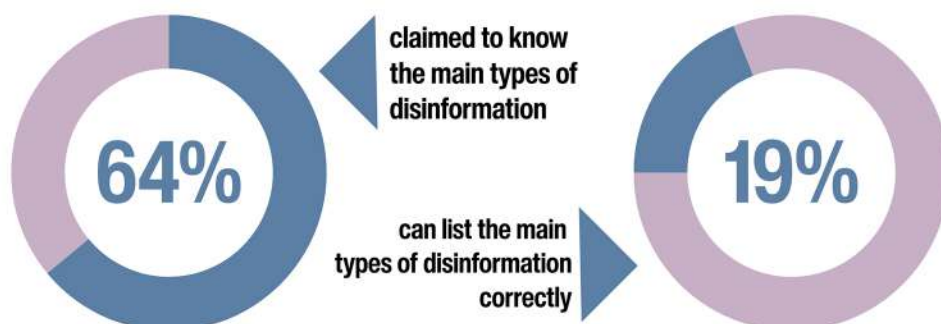 64%
claimed to know
the main types of
disinformation
19%
can list the main
types of disinformation
correctly